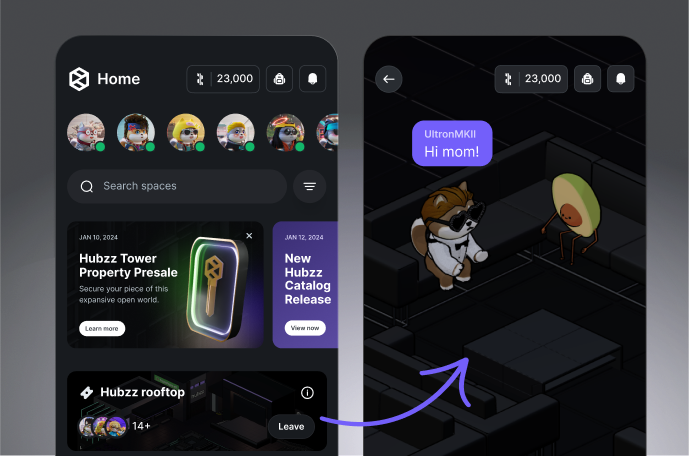 Home
23,000
Search spaces
JAN 10, 2024
Hubzz Tower
Property Presale
Secure your piece of this
expansive open world.
Learn more
JAN 12, 2024
New
Hubzz
Catalog
Release
View now
Hubzz rooftop
14+
Leave
23,000
UltronMKII
Hi mom!